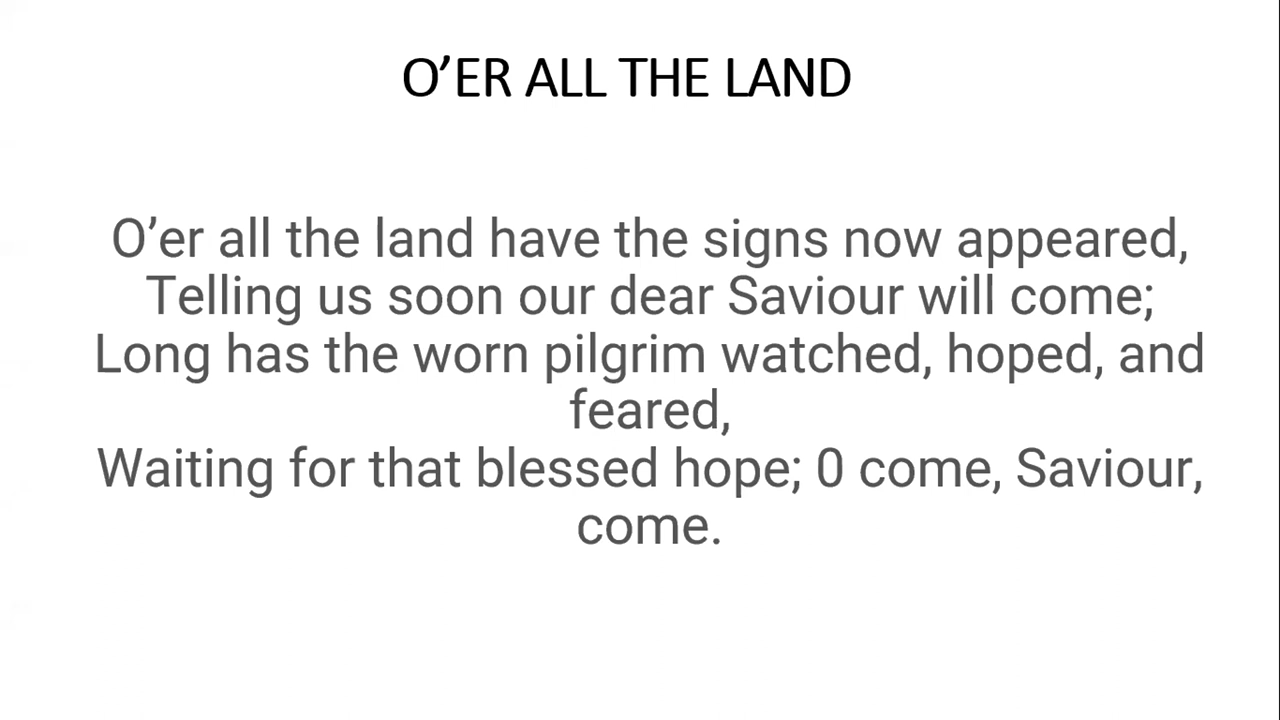 O’ER ALL THE LAND
O’er all the land have the signs now appeared,
Telling us soon our dear Saviour will come;
Long has the worn pilgrim watched, hoped, and
feared,
Waiting for that blessed hope; 0 come, Saviour,
come.